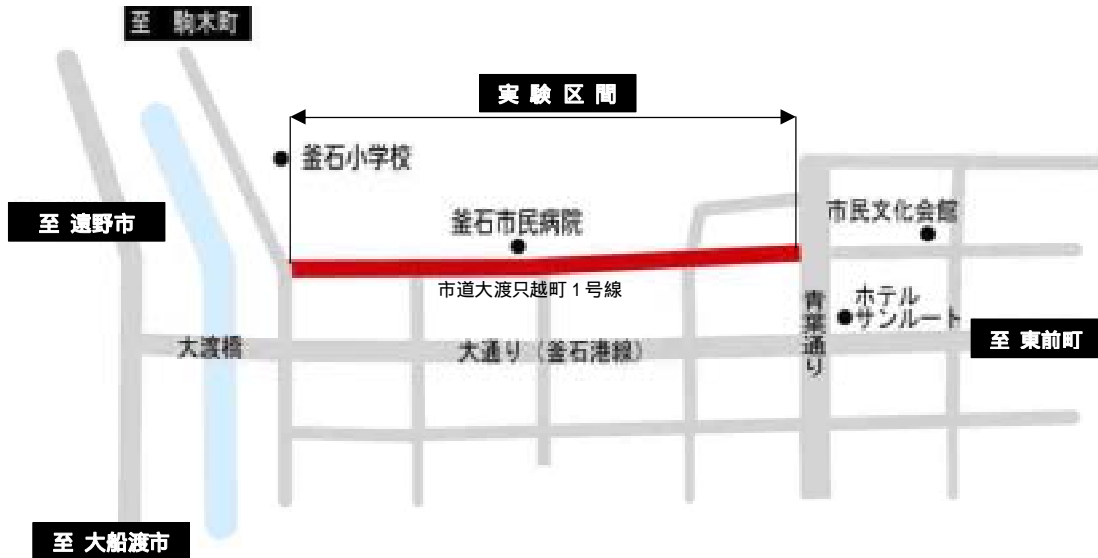 至 駒木町
実験区間
釜石小学校
至 遠野市
釜石市民病院
市民文化会館
市道大渡只越町1号線
ホテル
サンルート
青葉通り
大渡橋
大通り(釜石港線)
至 東前町
至 大船渡市